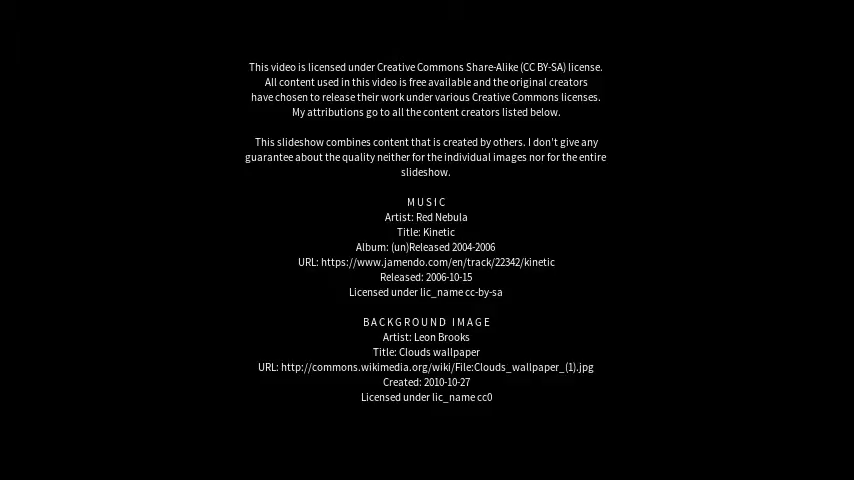 This video is licensed under Creative Commons Share-Alike (CC BY-SA) license.
All content used in this video is free available and the original creators
have chosen to release their work under various Creative Commons licenses.
My attributions go to all the content creators listed below.
This slideshow combines content that is created by others. I don't give any
guarantee about the quality neither for the individual images nor for the entire
slideshow.
MUSIC
Artist: Red Nebula
Title: Kinetic
Album: (un)Released 2004-2006
URL: https://www.jamendo.com/en/track/22342/kinetic
Released: 2006-10-15
Licensed under lic_name cc-by-sa
BACKGROUND IMAGE
Artist: Leon Brooks
Title: Clouds wallpaper
URL: http://commons.wikimedia.org/wiki/File:Clouds_wallpaper_(1).jpg
Created: 2010-10-27
Licensed under lic_name cc0